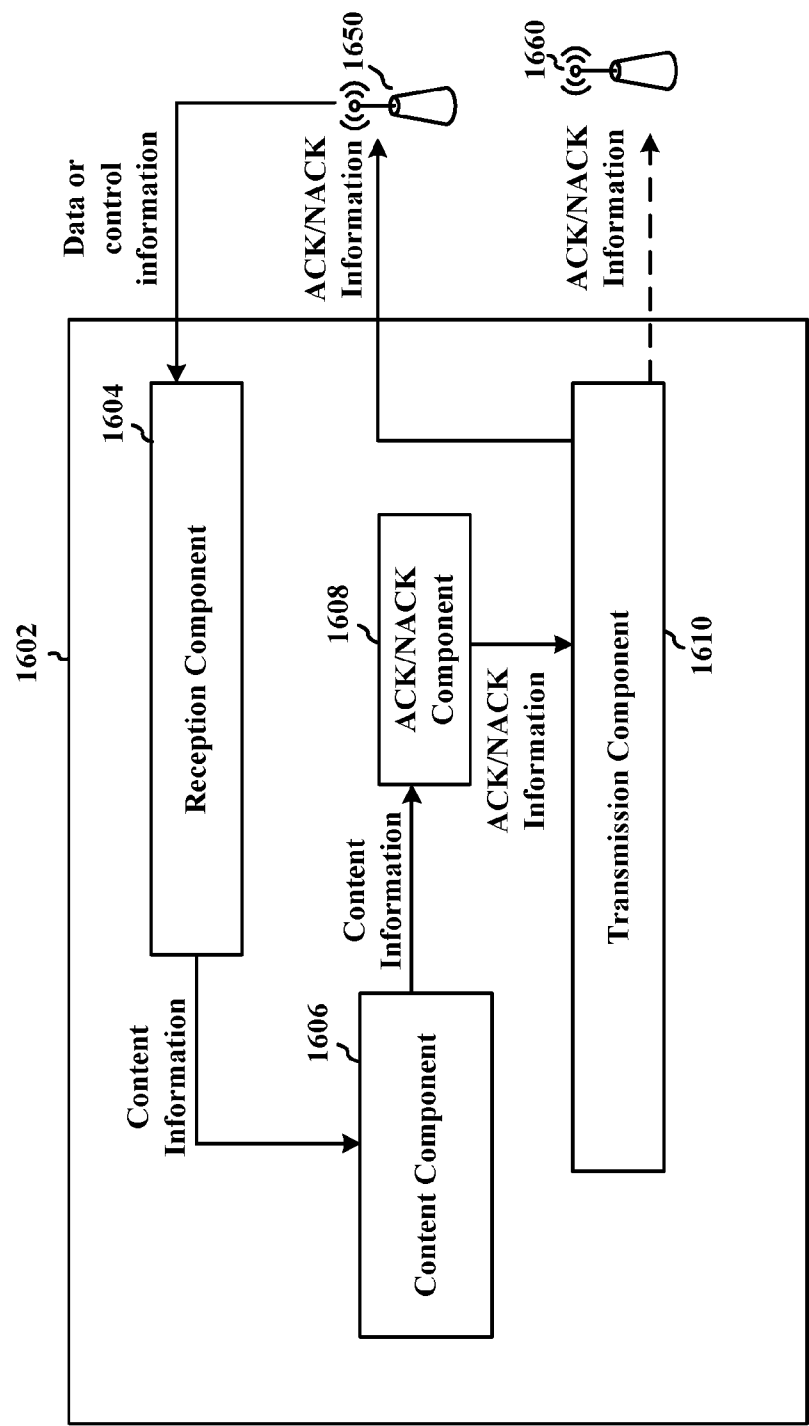 1602
1604
Reception Component
Data or
control
information
1650
Content
Information
1606
Content Component
Content
Information
1608
ACK/NACK
Component
ACK/NACK
Information
ACK/NACK
Information
1660
Transmission Component
1610
ACK/NACK
Information